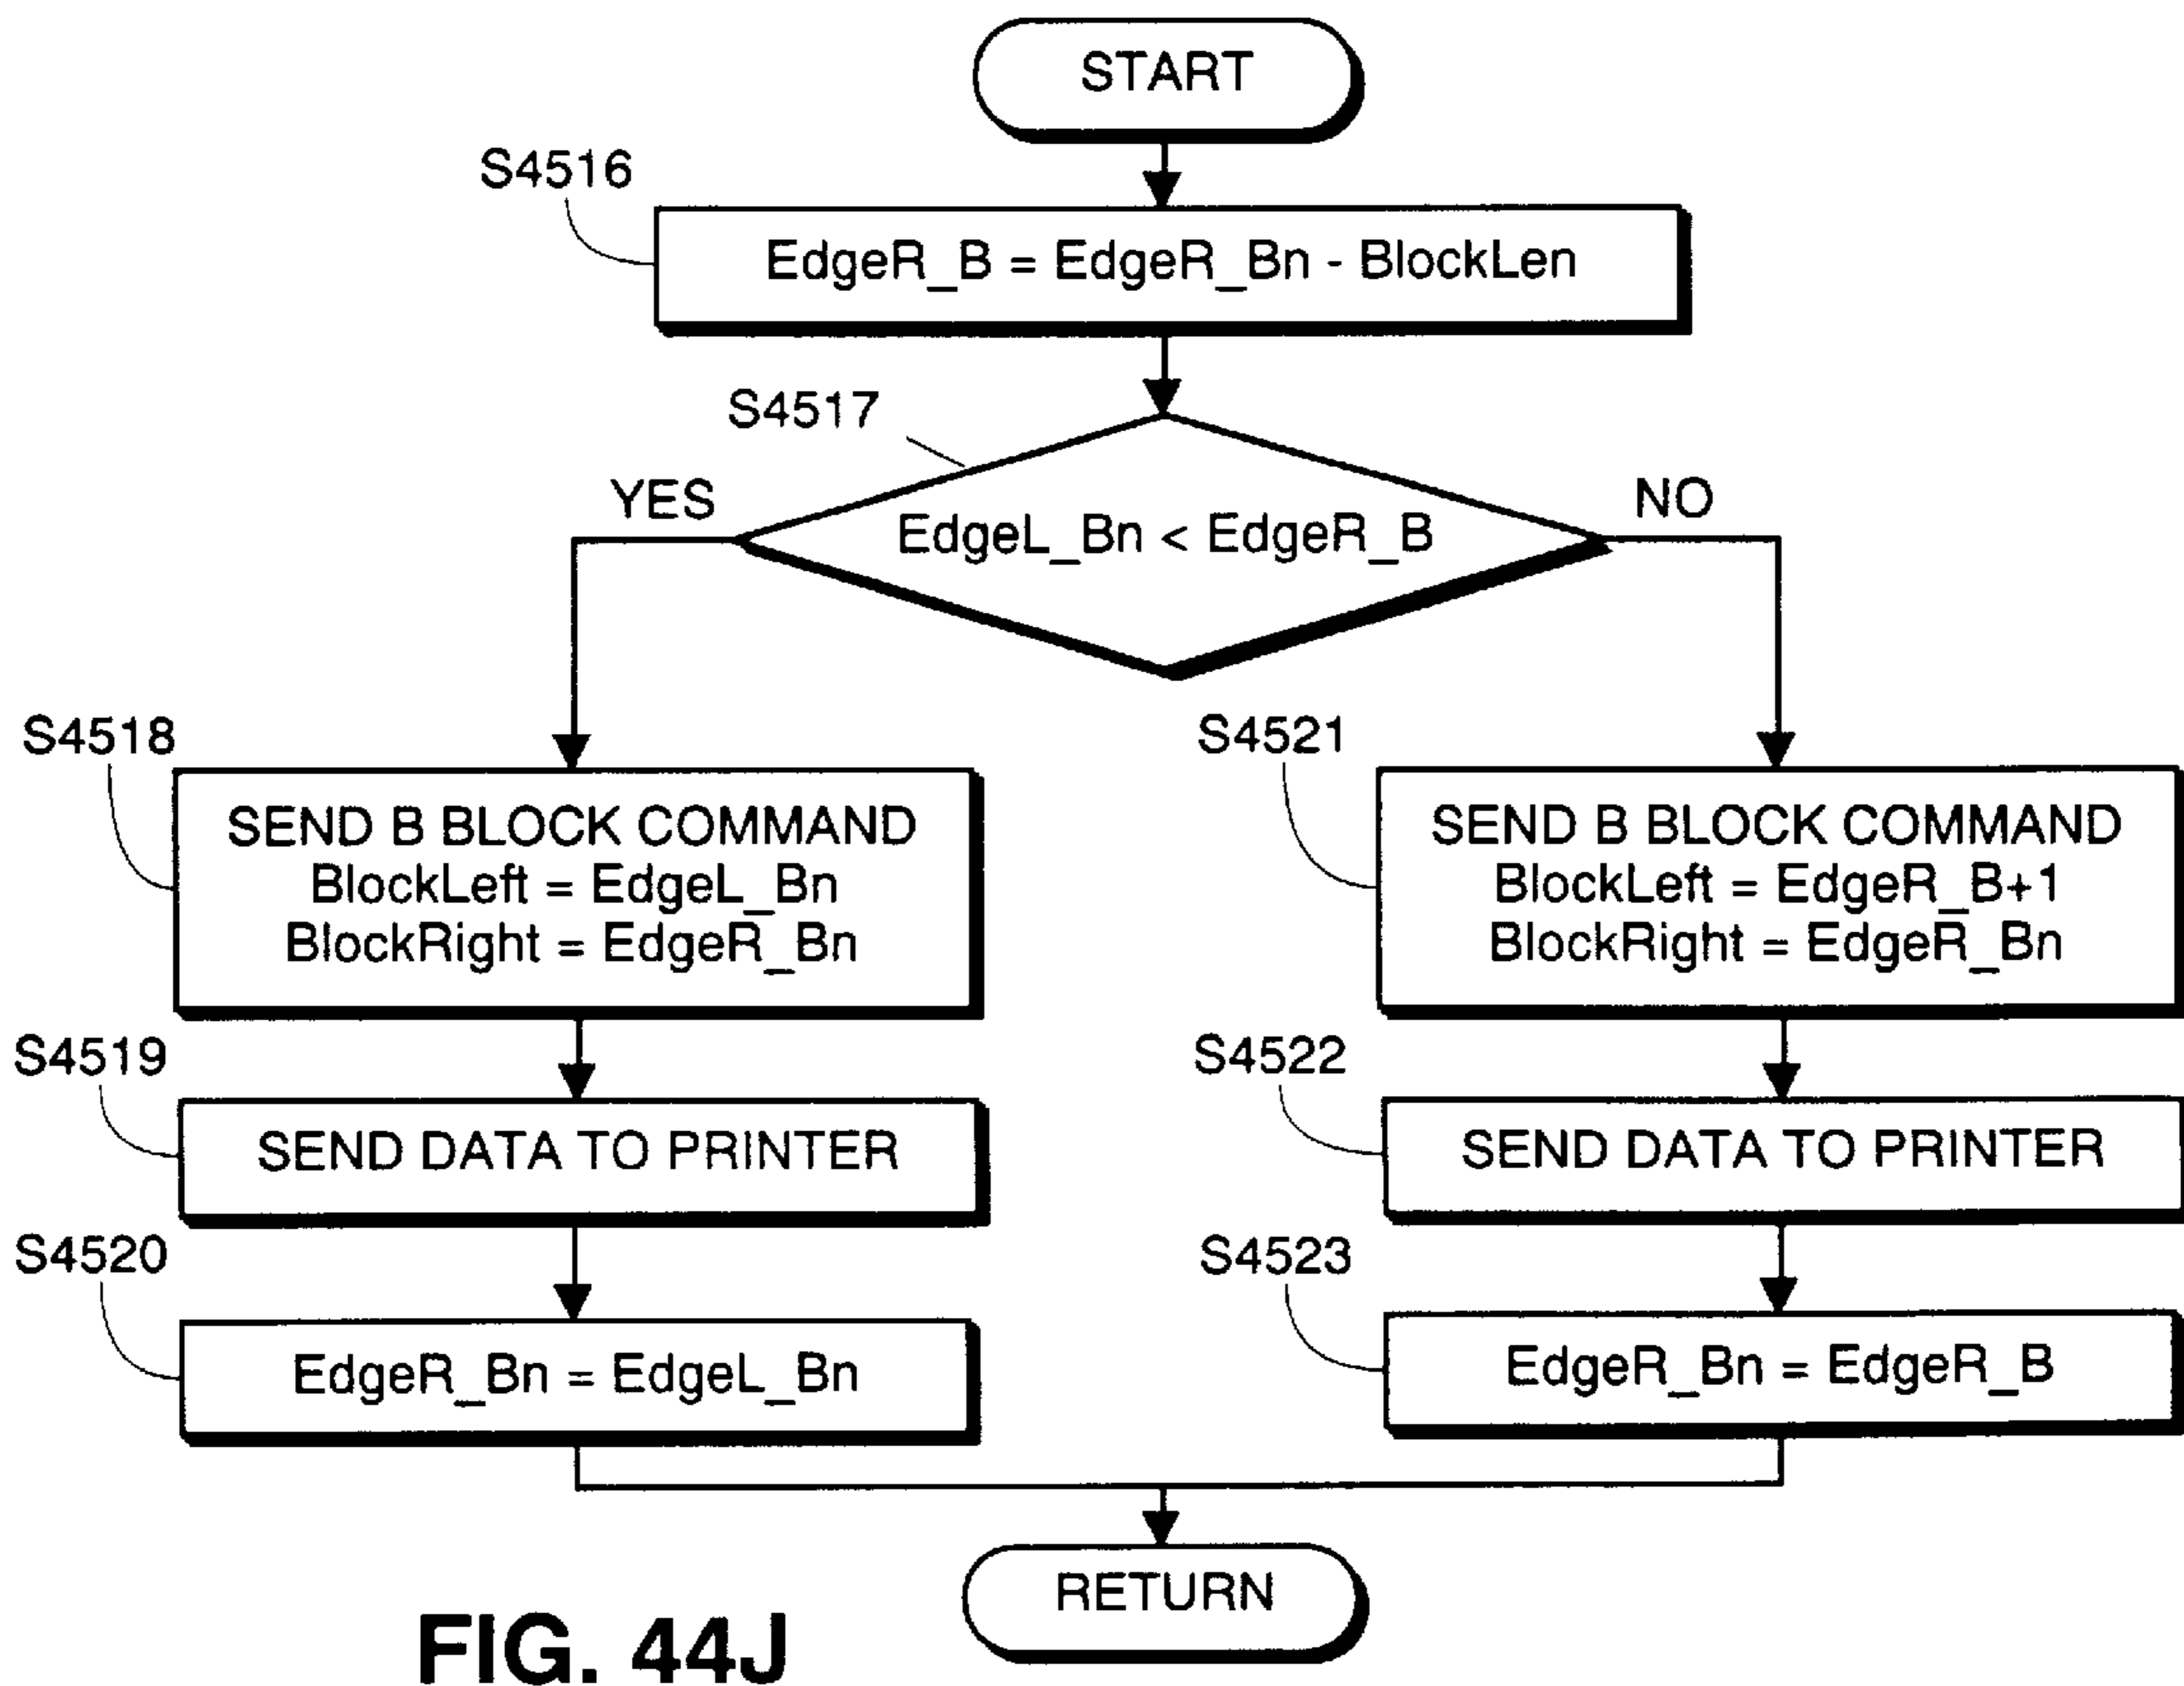 START
S4516
EdgeR_B = EdgeR_Bn - BlockLen
S4517
YES
NO
EdgeL_Bn < EdgeR_B
S4518
SEND B BLOCK COMMAND
BlockLeft = EdgeL_Bn
BlockRight = EdgeR_Bn
S4521
SEND B BLOCK COMMAND
BlockLeft = EdgeR_B+1
BlockRight = EdgeR_Bn
S4519
SEND DATA TO PRINTER
S4522
SEND DATA TO PRINTER
S4520
EdgeR_Bn = EdgeL_Bn
S4523
EdgeR_Bn = EdgeR_B
RETURN
FIG. 44J